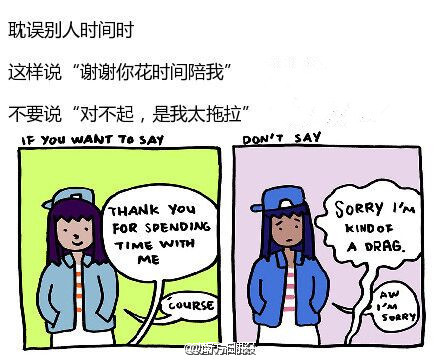 耽误别人时间时
这样说“谢谢你花时间陪我”
不要说“对不起，是我太拖拉”
IF YOU WANT TO SAY
DON'T SAY
THANK YOU
FOR SPENDING
TIME WITH
ME
COURSE
SORRY I'M
KIND OF
A DRAG.
AW
I'M
SORRY